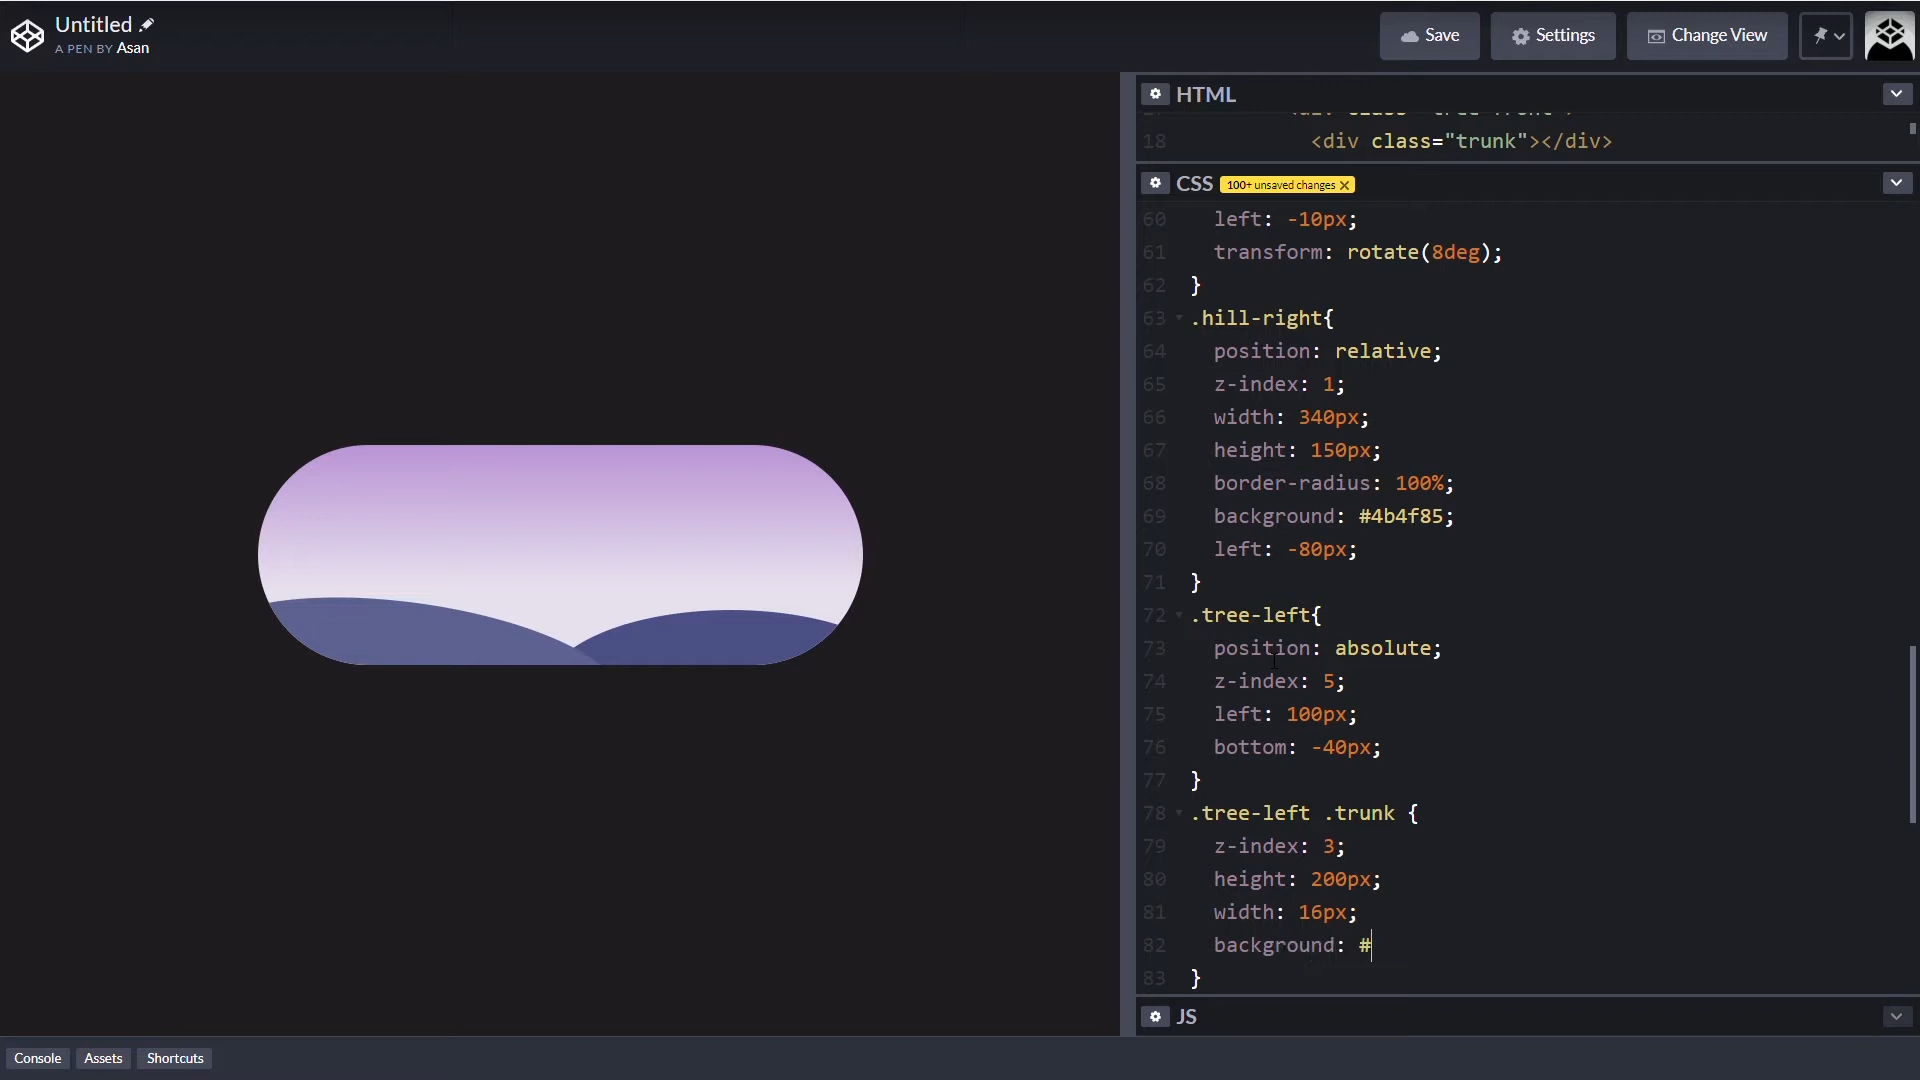 Untitled
A PEN BY Asan
Save
Settings
Change View
HTML
18 <div class="trunk"></div>
CSS 100+ unsaved changes X
60 left: -10px;
61 transform: rotate(8deg);
62 }
63 .hill-right{
64 position: relative;
65 z-index: 1;
66 width: 340px;
67 height: 150px;
68 border-radius: 100%;
69 background: #4b4f85;
70 left: -80px;
71 }
72 .tree-left{
73 position: absolute;
74 z-index: 5;
75 left: 100px;
76 bottom: -40px;
77 }
78 .tree-left .trunk {
79 z-index: 3;
80 height: 200px;
81 width: 16px;
82 background: #
83 }
JS
Console
Assets
Shortcuts